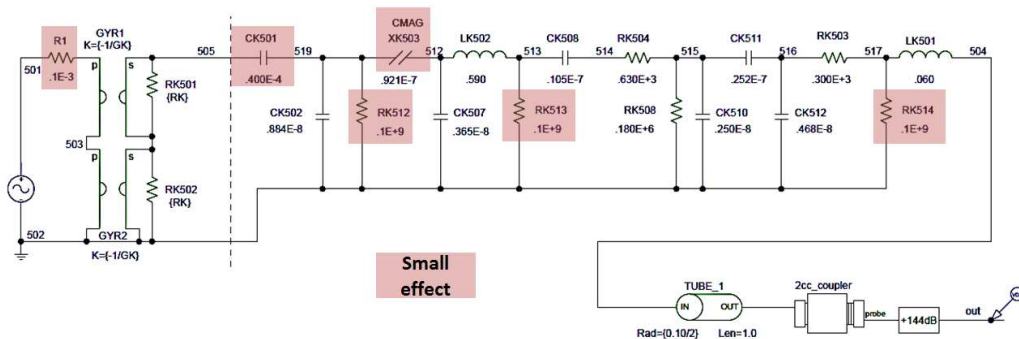 GYR1
K={-1/GK}
R1
501
.1E-3
p
s
505
RK501
{RK}
503
p
s
RK502
{RK}
502
GYR2
K={-1/GK}
CK501
519
.400E-4
CK502
.884E-8
CMAG
XK503
512
.921E-7
RK512
.1E+9
LK502
513
.590
CK507
.365E-8
CK508
514
.105E-7
RK513
.1E+9
RK504
515
.630E+3
RK508
.180E+6
CK511
516
.252E-7
CK510
.250E-8
RK503
517
.300E+3
CK512
.468E-8
LK501
504
.060
RK514
.1E+9
Small
effect
TUBE_1
IN
OUT
Rad={0.10/2}
Len=1.0
2cc_coupler
probe
+144dB
out